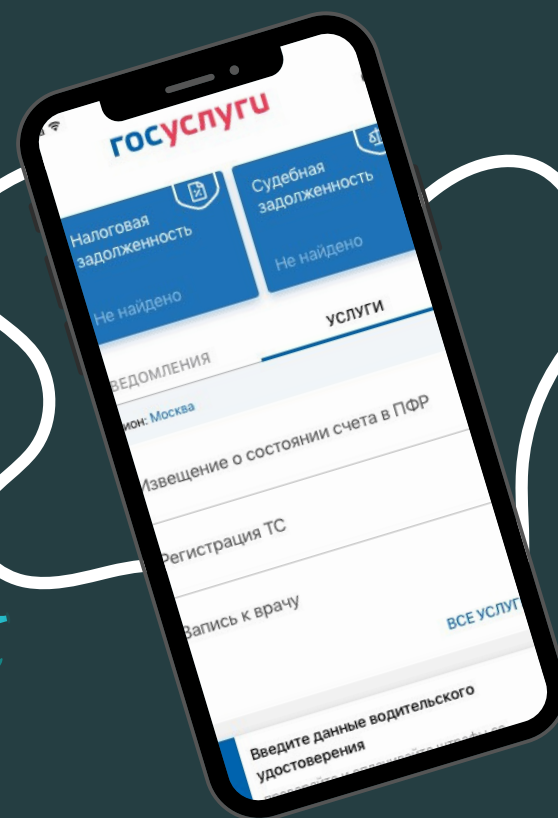 госуслуги
Налоговая
задолженность
Не найдено
Судебная
задолженность
Не найдено
ВЕДОМЛЕНИЯ
УСЛУГИ
ион: Москва
Извещение о состоянии счета в ПФР
Регистрация ТС
Запись к врачу
ВСЕ УСЛУГ
Введите данные водительского
удостоверения